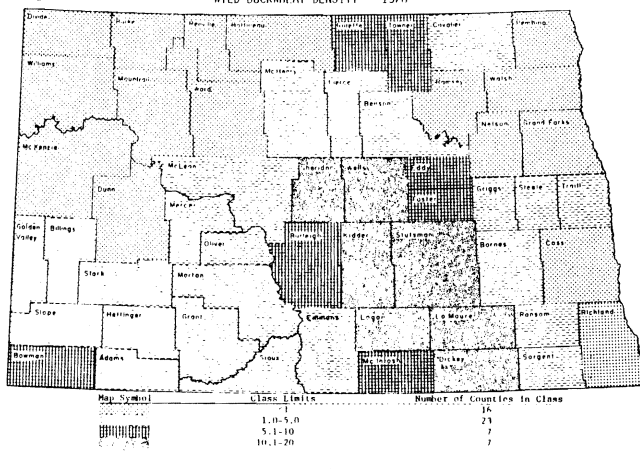 WILD BUCKWHEAT DENSITY
Divide Burke Renville Bottineau Rolette Towner Cavalier Pembina
Williams Mountrail Ward McHenry Pierce Ramsey Walsh
Benson Nelson Grand Forks
McKenzie McLean Sheridan Wells Eddy
Dunn Mercer Foster Griggs Steele Traill
Golden Valley Billings Oliver Burleigh Kidder Stutsman Barnes Cass
Stark Morton
Slope Hettinger Grant Emmons Logan La Moure Ransom Richland
Bowman Adams Sioux McIntosh Dickey Sargent
Map Symbol Class Limits Number of Counties in Class
16
1.0-5.0 23
5.1-10 7
10.1-20 7